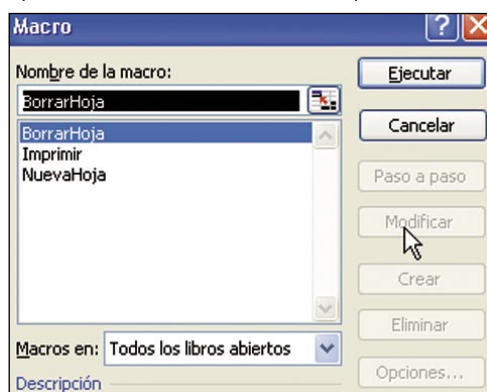 Macro
Nombre de la macro:
BorrarHoja
BorrarHoja
Imprimir
NuevaHoja
Macros en: Todos los libros abiertos
Descripción
Ejecutar
Cancelar
Paso a paso
Modificar
Crear
Eliminar
Opciones...